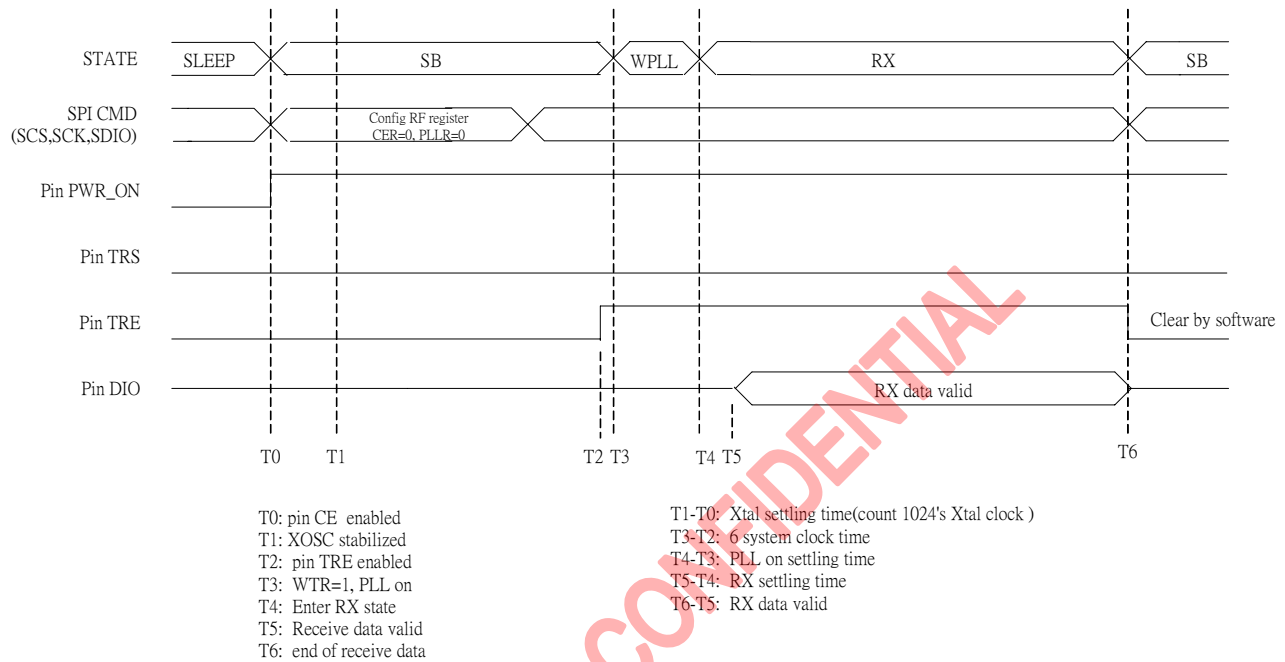 STATE
SLEEP
SB
WPLL
RX
SB
SPI CMD
(SCS,SCK,SDIO)
Config RF register
CER=0, PLLR=0
Pin PWR_ON
Pin TRS
Pin TRE
Clear by software
Pin DIO
RX data valid
T0
T1
T2
T3
T4
T5
T6
T0: pin CE enabled
T1: XOSC stabilized
T2: pin TRE enabled
T3: WTR=1, PLL on
T4: Enter RX state
T5: Receive data valid
T6: end of receive data
T1-T0: Xtal settling time(count 1024's Xtal clock )
T3-T2: 6 system clock time
T4-T3: PLL on settling time
T5-T4: RX settling time
T6-T5: RX data valid
CONFIDENTIAL